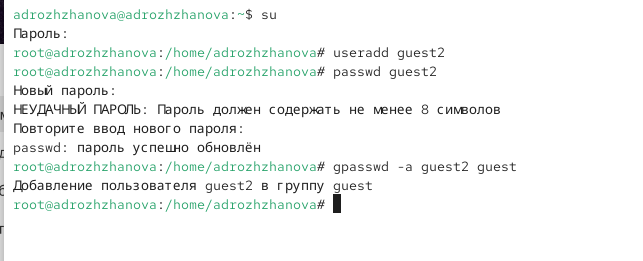 adrozhzhanova@adrozhzhanova:~$ su
Пароль:
root@adrozhzhanova:/home/adrozhzhanova# useradd guest2
root@adrozhzhanova:/home/adrozhzhanova# passwd guest2
Новый пароль:
НЕУДАЧНЫЙ ПАРОЛЬ: Пароль должен содержать не менее 8 символов
Повторите ввод нового пароля:
passwd: пароль успешно обновлён
root@adrozhzhanova:/home/adrozhzhanova# gpasswd -a guest2 guest
Добавление пользователя guest2 в группу guest
root@adrozhzhanova:/home/adrozhzhanova#